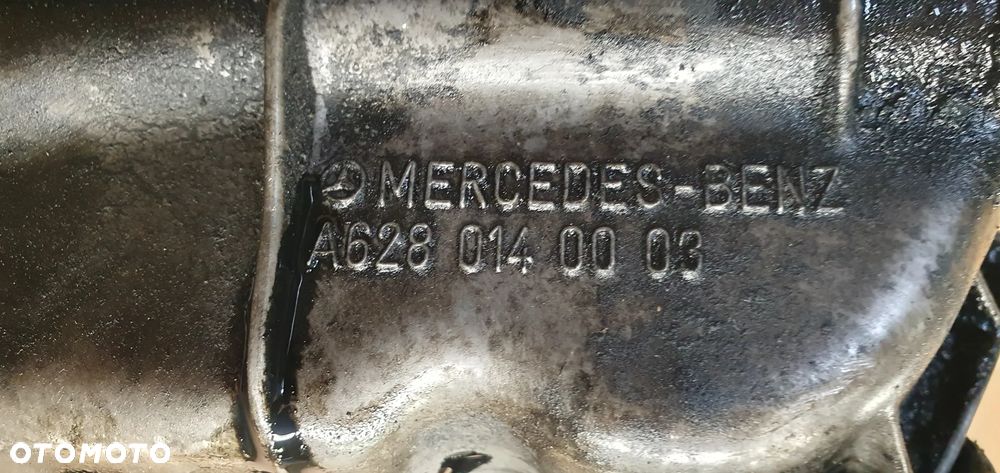 MERCEDES-BENZ
A628 014 00 03
OTOMOTO